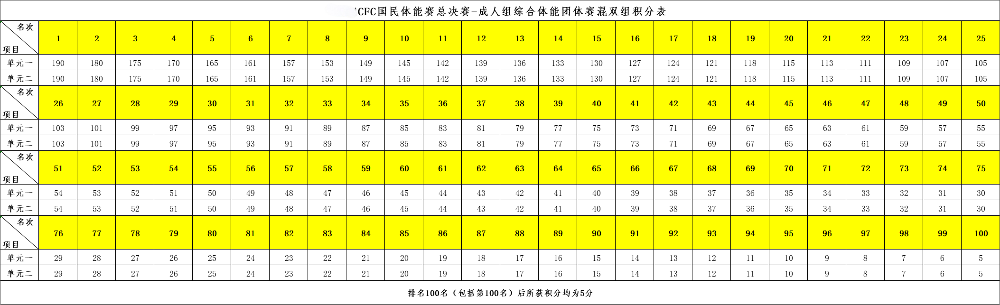 CFC国民体能赛总决赛-成人组综合体能团体赛混双组积分表
名次 项目 1 2 3 4 5 6 7 8 9 10 11 12 13 14 15 16 17 18 19 20 21 22 23 24 25
单元一 190 180 175 170 165 161 157 153 149 145 142 139 136 133 130 127 124 121 118 115 113 111 109 107 105
单元二 190 180 175 170 165 161 157 153 149 145 142 139 136 133 130 127 124 121 118 115 113 111 109 107 105
名次 项目 26 27 28 29 30 31 32 33 34 35 36 37 38 39 40 41 42 43 44 45 46 47 48 49 50
单元一 103 101 99 97 95 93 91 89 87 85 83 81 79 77 75 73 71 69 67 65 63 61 59 57 55
单元二 103 101 99 97 95 93 91 89 87 85 83 81 79 77 75 73 71 69 67 65 63 61 59 57 55
名次 项目 51 52 53 54 55 56 57 58 59 60 61 62 63 64 65 66 67 68 69 70 71 72 73 74 75
单元一 54 53 52 51 50 49 48 47 46 45 44 43 42 41 40 39 38 37 36 35 34 33 32 31 30
单元二 54 53 52 51 50 49 48 47 46 45 44 43 42 41 40 39 38 37 36 35 34 33 32 31 30
名次 项目 76 77 78 79 80 81 82 83 84 85 86 87 88 89 90 91 92 93 94 95 96 97 98 99 100
单元一 29 28 27 26 25 24 23 22 21 20 19 18 17 16 15 14 13 12 11 10 9 8 7 6 5
单元二 29 28 27 26 25 24 23 22 21 20 19 18 17 16 15 14 13 12 11 10 9 8 7 6 5
排名100名（包括第100名）后所获积分均为5分